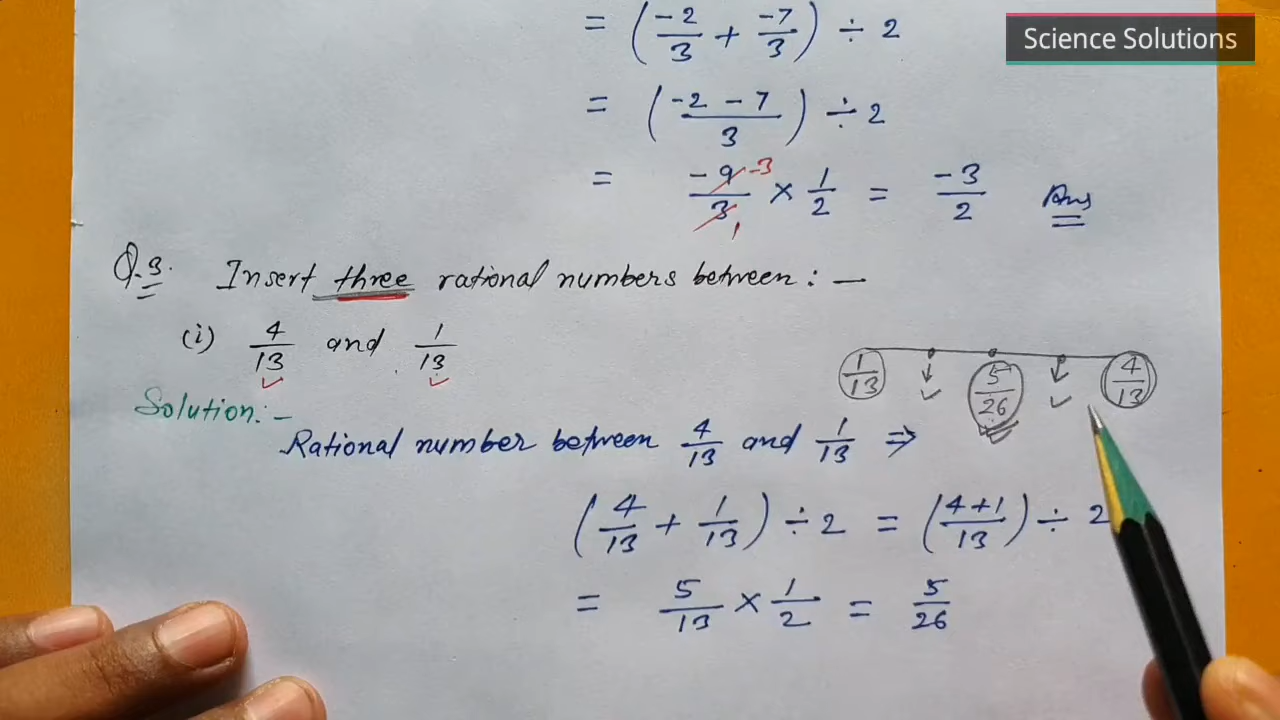 Science Solutions
= (-2/3 + -7/3) ÷ 2
= (-2 - 7/3) ÷ 2
= -9/3 -3 1 × 1/2 = -3/2 Ans
Q.3. Insert three rational numbers between : —
(i) 4/13 and 1/13
1/13 5/26 4/13
Solution:-
Rational number between 4/13 and 1/13 ⇒
(4/13 + 1/13) ÷ 2 = (4+1/13) ÷ 2
= 5/13 × 1/2 = 5/26